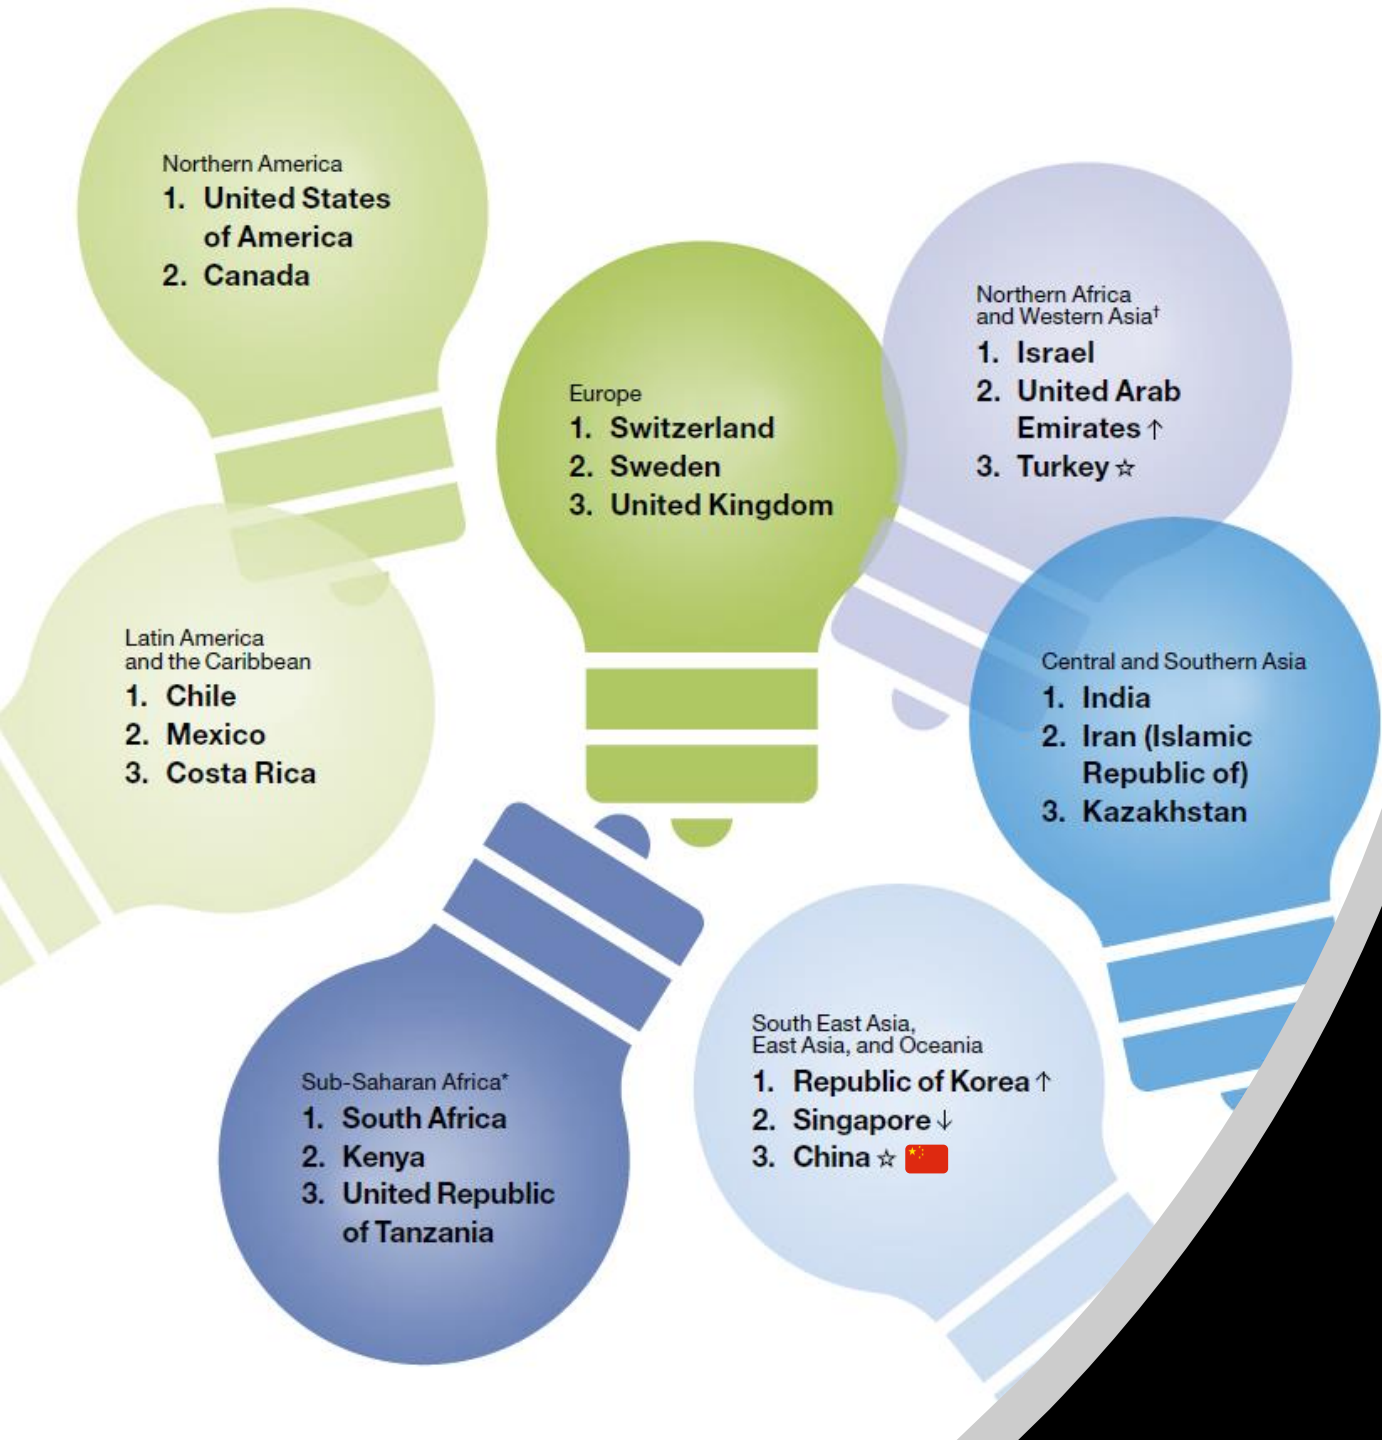 Northern America
1. United States
of America
2. Canada
Northern Africa
and Western Asia†
1. Israel
2. United Arab
Emirates ↑
3. Turkey ☆
Europe
1. Switzerland
2. Sweden
3. United Kingdom
Latin America
and the Caribbean
1. Chile
2. Mexico
3. Costa Rica
Central and Southern Asia
1. India
2. Iran (Islamic
Republic of)
3. Kazakhstan
Sub-Saharan Africa*
1. South Africa
2. Kenya
3. United Republic
of Tanzania
South East Asia,
East Asia, and Oceania
1. Republic of Korea ↑
2. Singapore ↓
3. China ☆